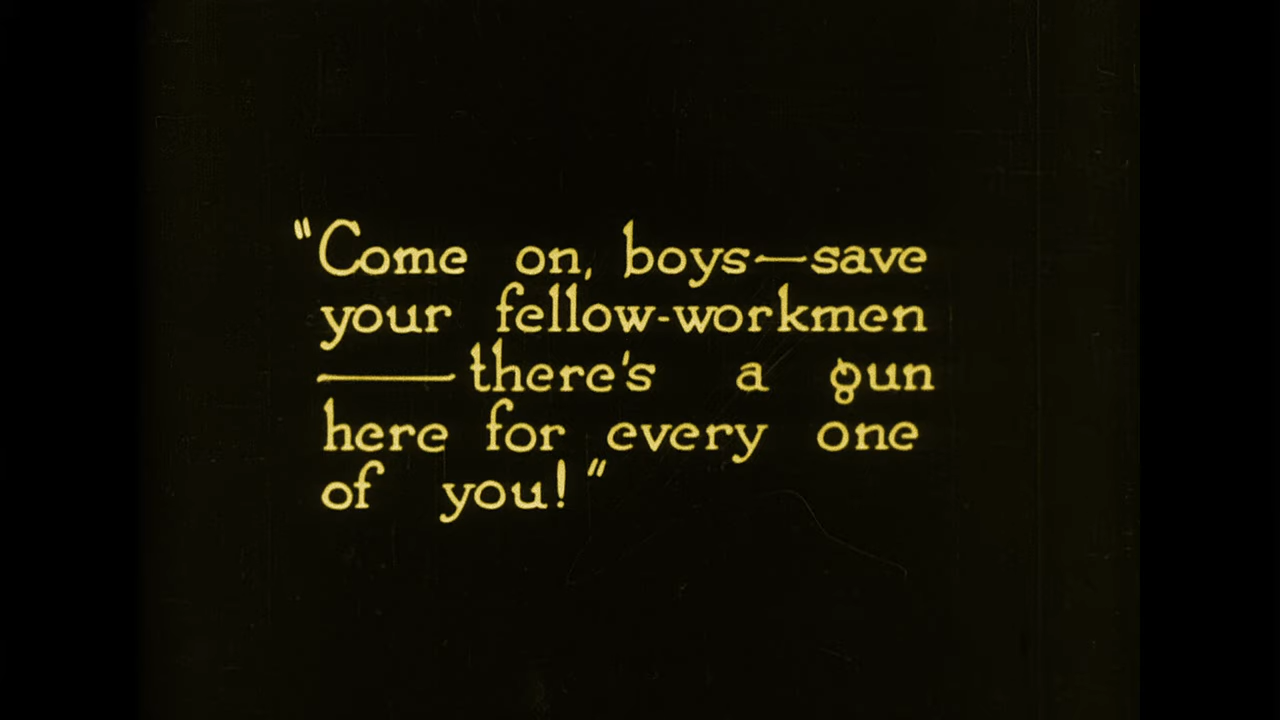 "Come on, boys—save
your fellow-workmen
—there's a gun
here for every one
of you!"